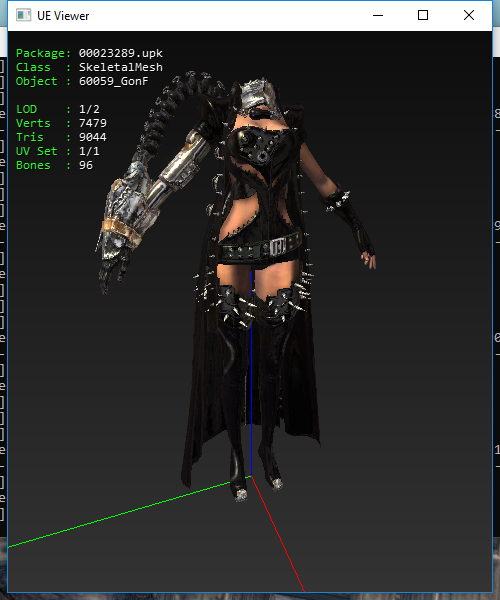 UE Viewer
Package: 00023289.upk
Class  : SkeletalMesh
Object : 60059_GonF
LOD    : 1/2
Verts  : 7479
Tris   : 9044
UV Set : 1/1
Bones  : 96